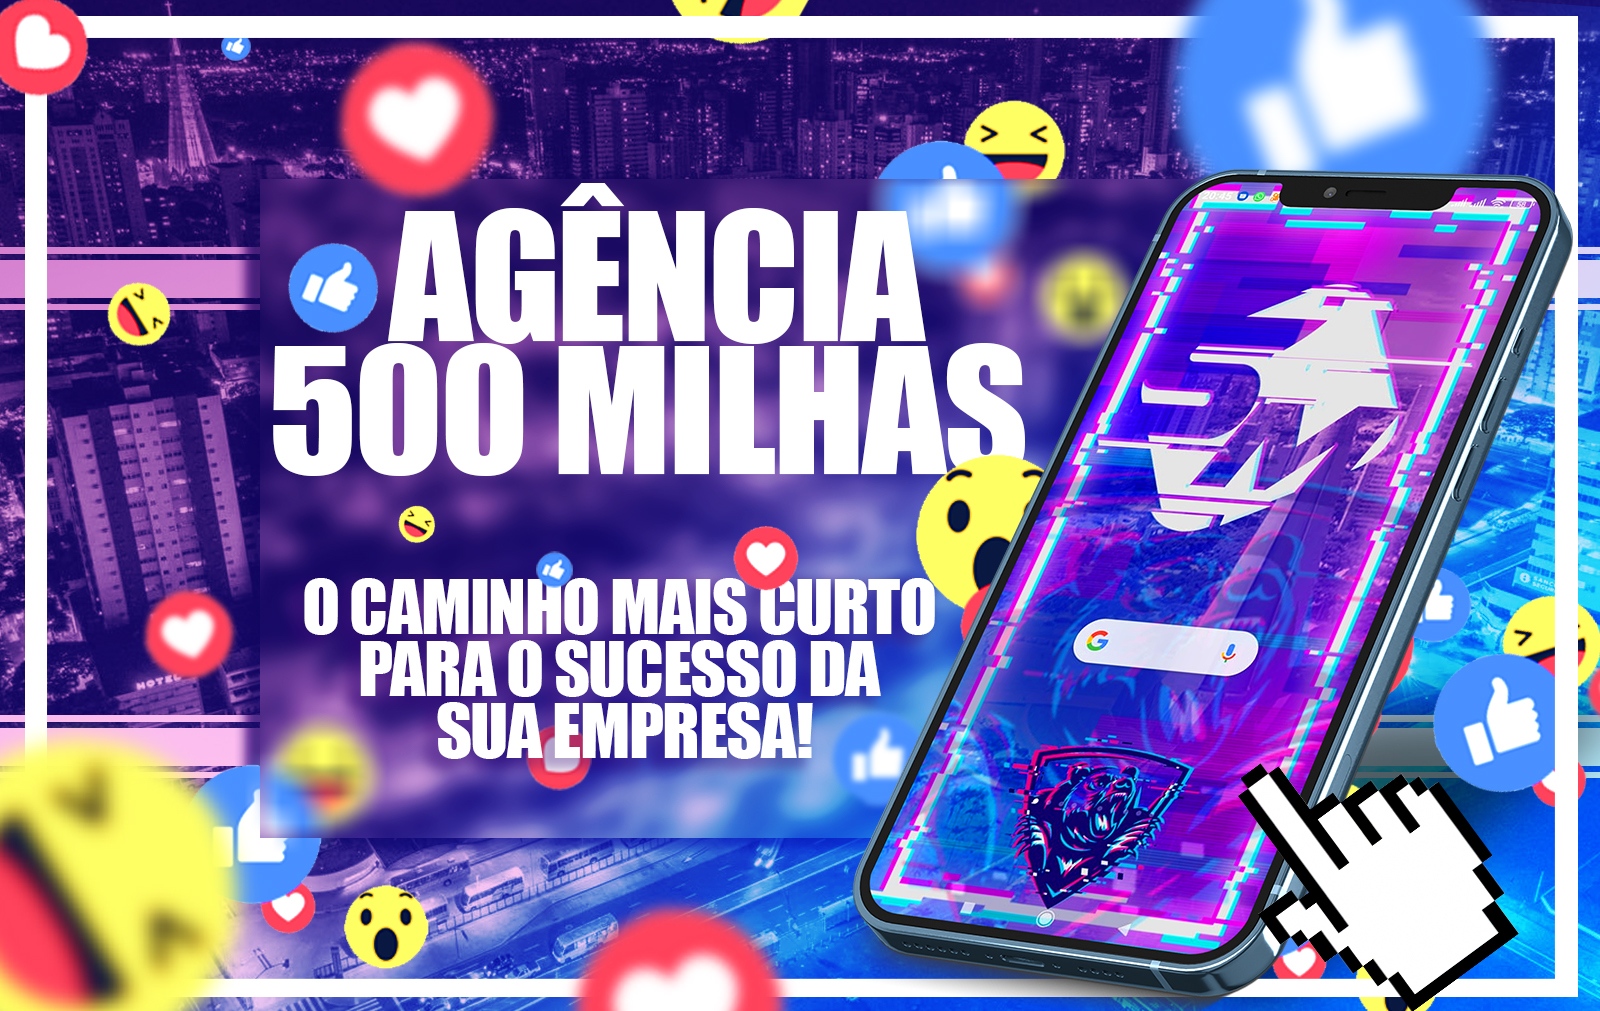 AGÊNCIA
500 MILHAS
O CAMINHO MAIS CURTO
PARA O SUCESSO DA
SUA EMPRESA!